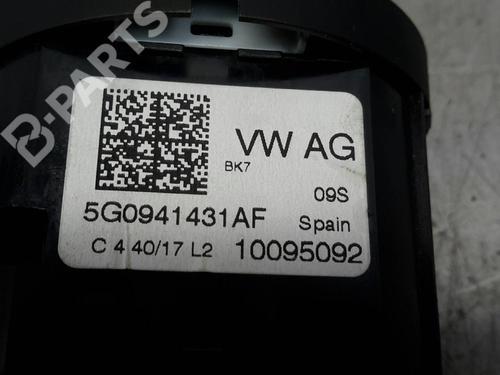 B-PARTS
VW AG
BK7
09S
5G0941431AF Spain
C 4 40/17 L2 10095092